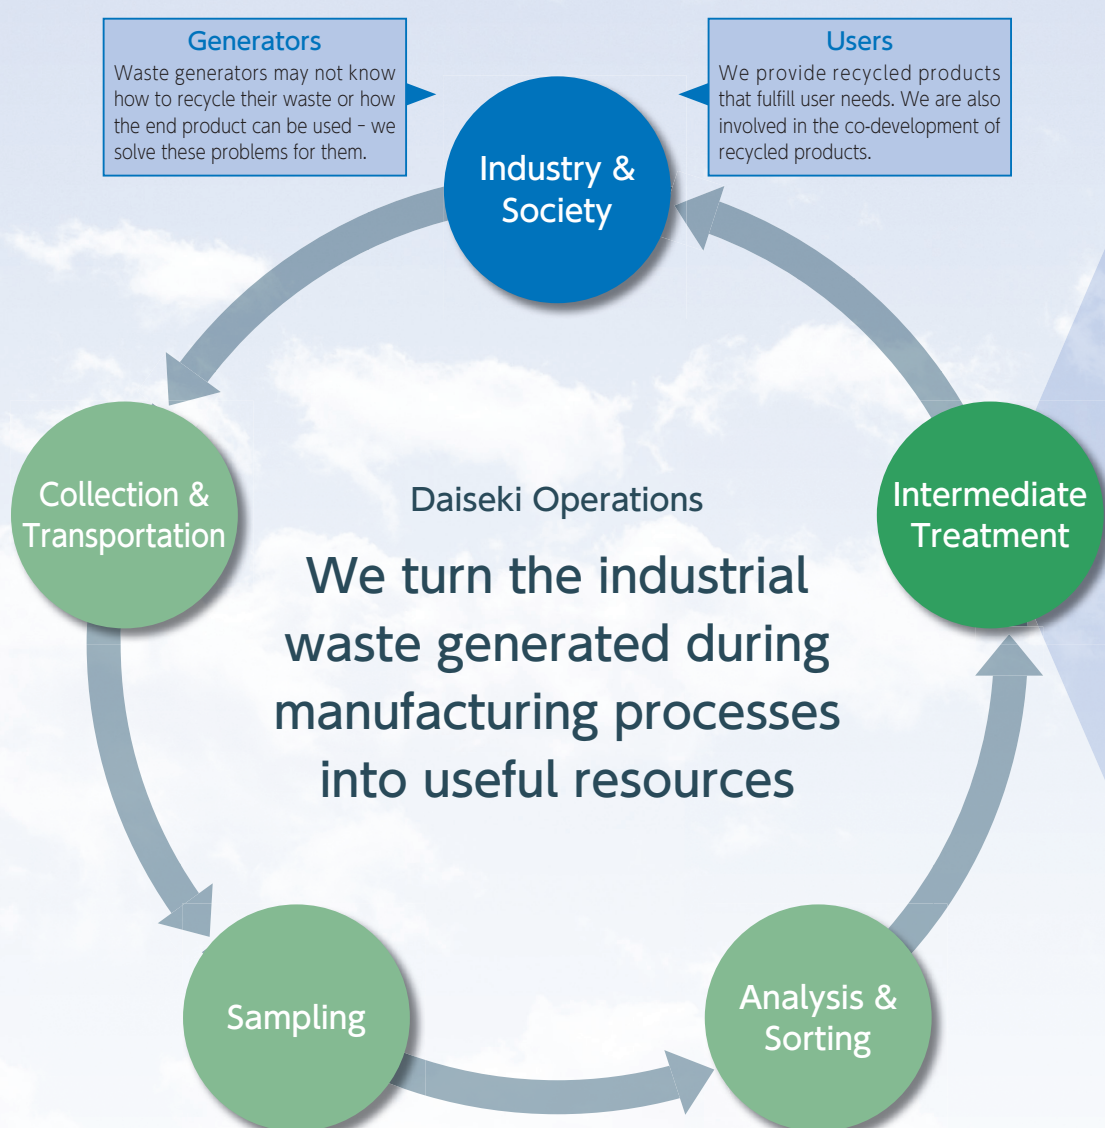 Generators
Waste generators may not know
how to recycle their waste or how
the end product can be used – we
solve these problems for them.
Users
We provide recycled products
that fulfill user needs. We are also
involved in the co-development of
recycled products.
Industry &
Society
Collection &
Transportation
Intermediate
Treatment
Daiseki Operations
We turn the industrial
waste generated during
manufacturing processes
into useful resources
Sampling
Analysis &
Sorting